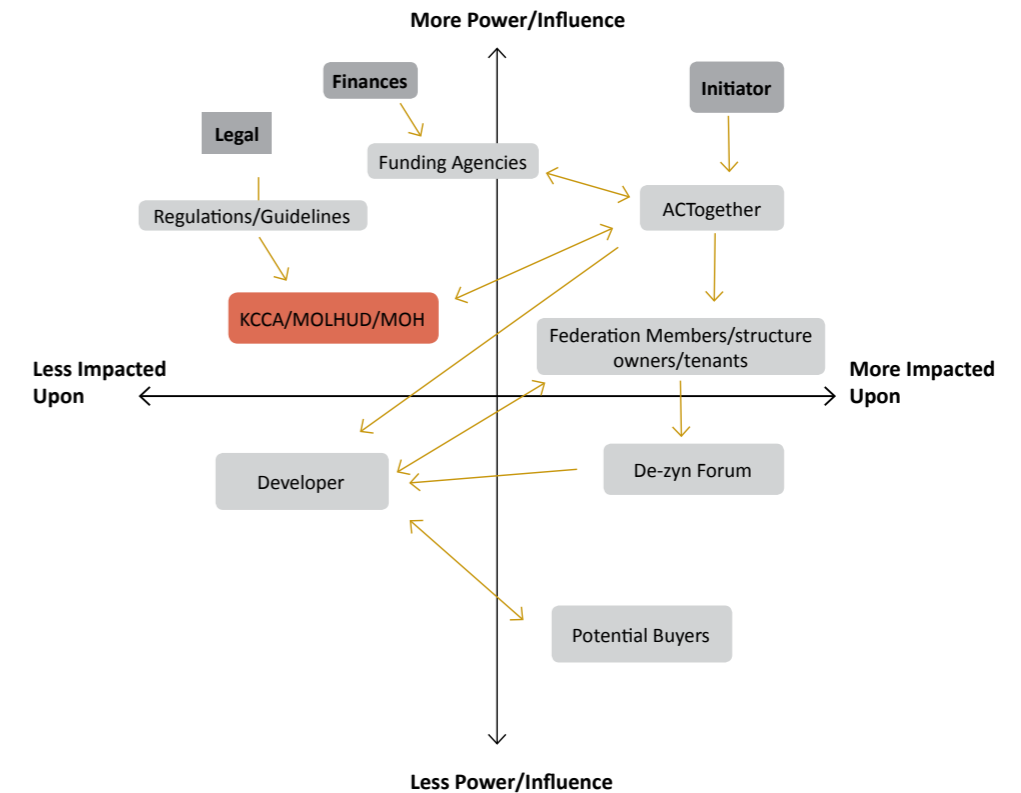 More Power/Influence
Finances
Initiator
Legal
Funding Agencies
Regulations/Guidelines
ACTogether
KCCA/MOLHUD/MOH
Federation Members/structure
owners/tenants
Less Impacted
Upon
More Impacted
Upon
Developer
De-zyn Forum
Potential Buyers
Less Power/Influence